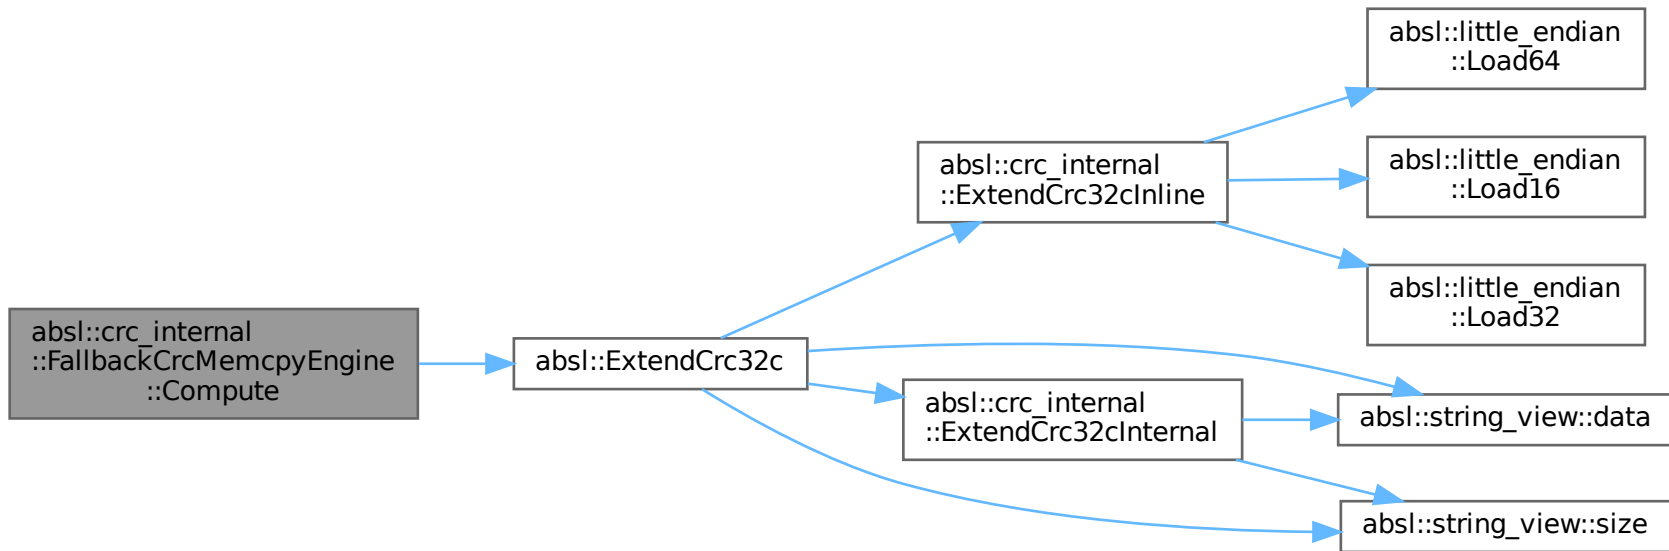 absl::crc_internal
::FallbackCrcMemcpyEngine
::Compute
absl::ExtendCrc32c
absl::crc_internal
::ExtendCrc32cInline
absl::crc_internal
::ExtendCrc32cInternal
absl::little_endian
::Load64
absl::little_endian
::Load16
absl::little_endian
::Load32
absl::string_view::data
absl::string_view::size